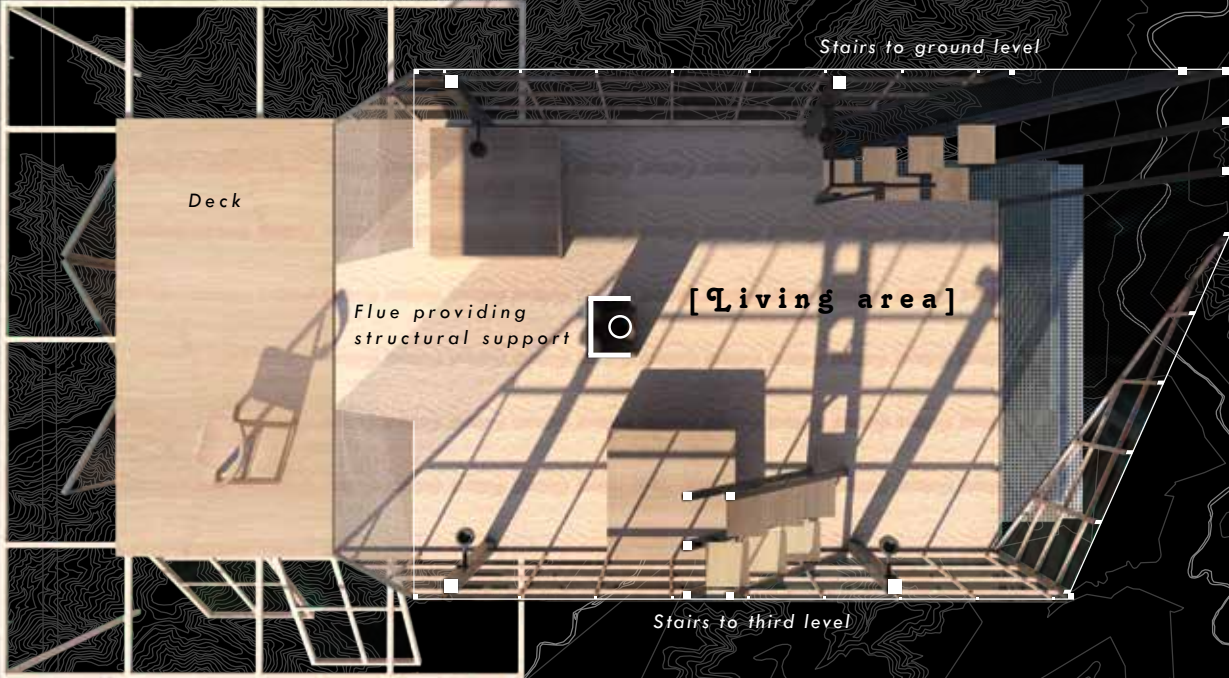 Stairs to ground level
Deck
[Living area]
Flue providing
structural support
Stairs to third level